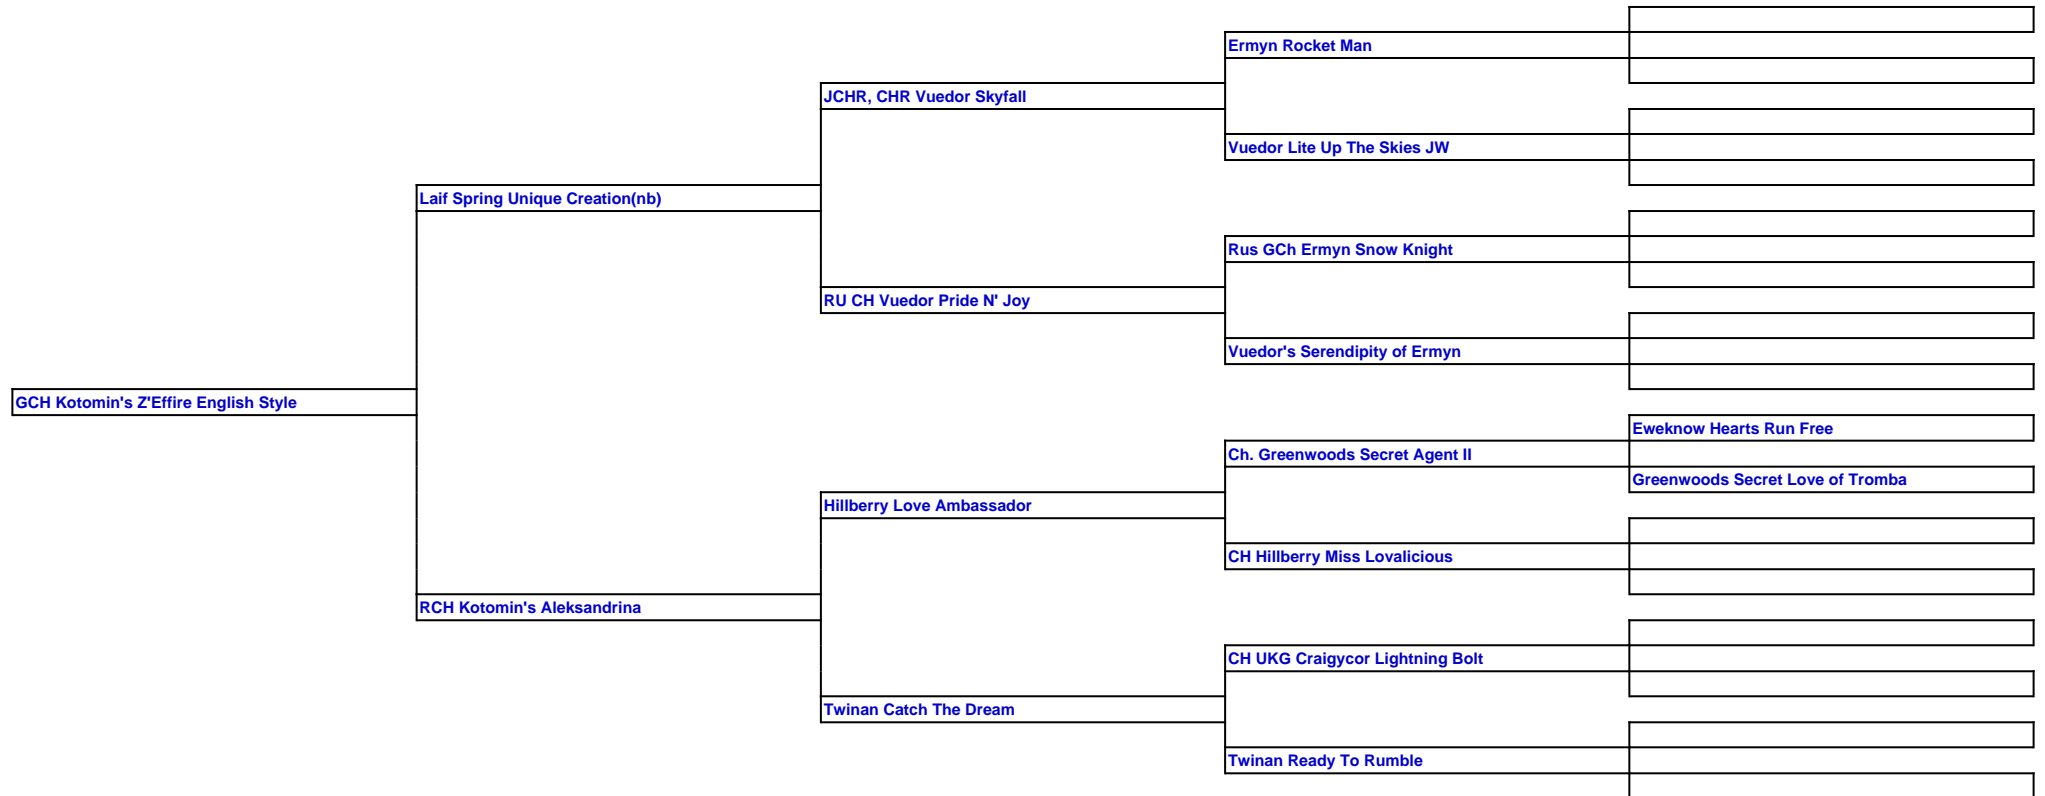 Ermyn Rocket Man
JCHR, CHR Vuedor Skyfall
Vuedor Lite Up The Skies JW
Laif Spring Unique Creation(nb)
Rus GCh Ermyn Snow Knight
RU CH Vuedor Pride N' Joy
Vuedor's Serendipity of Ermyn
GCH Kotomin's Z'Effire English Style
Eweknow Hearts Run Free
Ch. Greenwoods Secret Agent II
Greenwoods Secret Love of Tromba
Hillberry Love Ambassador
CH Hillberry Miss Lovalicious
RCH Kotomin's Aleksandrina
CH UKG Craigycor Lightning Bolt
Twinan Catch The Dream
Twinan Ready To Rumble